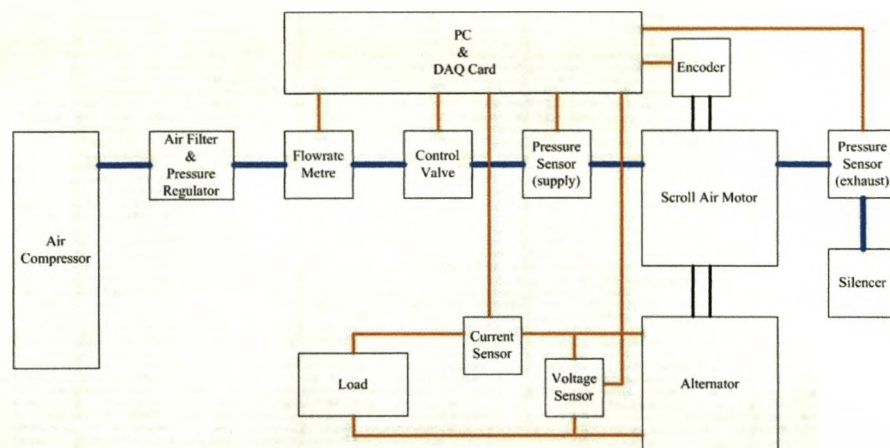 PC
&
DAQ Card
Encoder
Air Filter
&
Pressure
Regulator
Flowrate
Metre
Control
Valve
Pressure
Sensor
(supply)
Scroll Air Motor
Pressure
Sensor
(exhaust)
Air
Compressor
Silencer
Current
Sensor
Load
Voltage
Sensor
Alternator